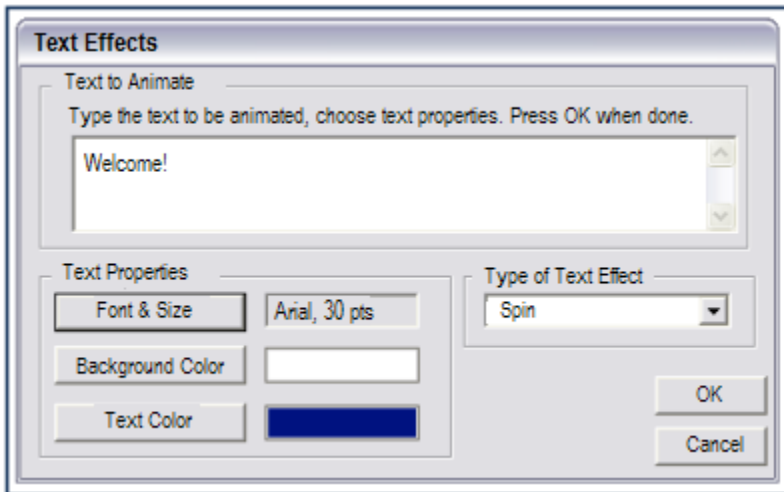 Text Effects
Text to Animate
Type the text to be animated, choose text properties. Press OK when done.
Welcome!
Text Properties
Font & Size
Arial, 30 pts
Background Color
Text Color
Type of Text Effect
Spin
OK
Cancel